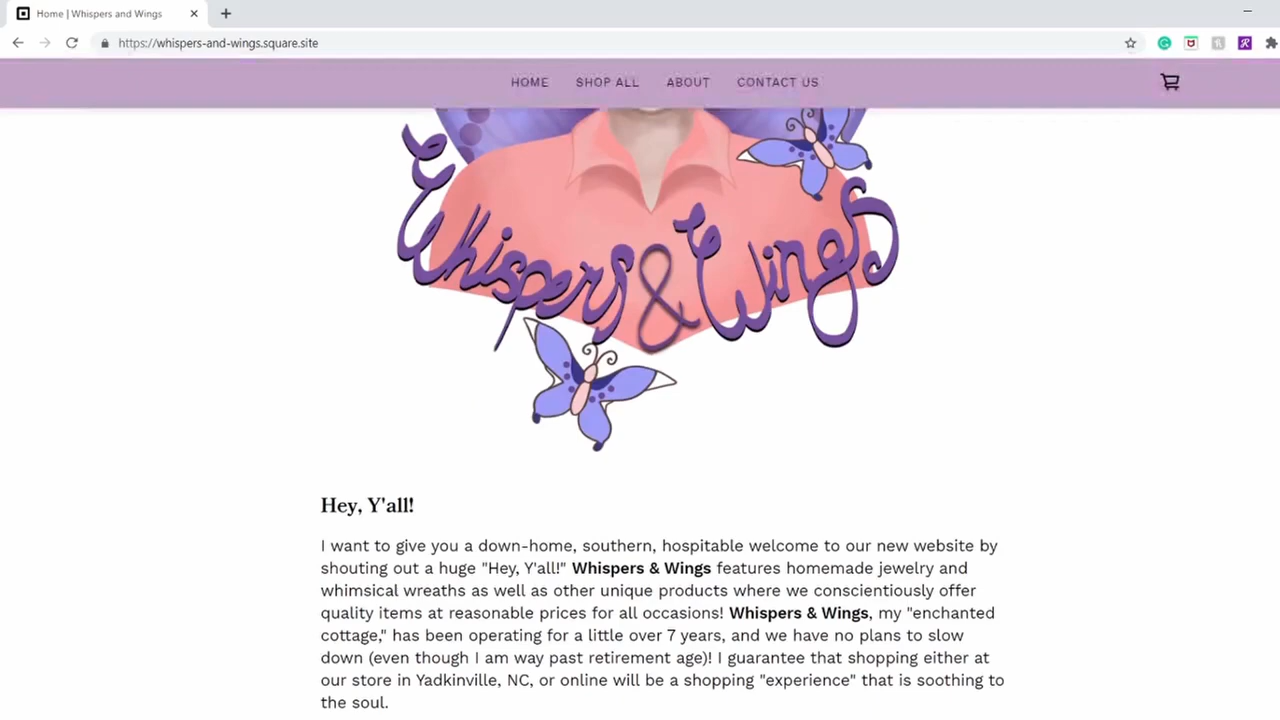 Home | Whispers and Wings
https://whispers-and-wings.square.site
HOME SHOP ALL ABOUT CONTACT US
Whispers & Wings
Hey, Y'all!
I want to give you a down-home, southern, hospitable welcome to our new website by
shouting out a huge "Hey, Y'all!" Whispers & Wings features homemade jewelry and
whimsical wreaths as well as other unique products where we conscientiously offer
quality items at reasonable prices for all occasions! Whispers & Wings, my "enchanted
cottage," has been operating for a little over 7 years, and we have no plans to slow
down (even though I am way past retirement age)! I guarantee that shopping either at
our store in Yadkinville, NC, or online will be a shopping "experience" that is soothing to
the soul.